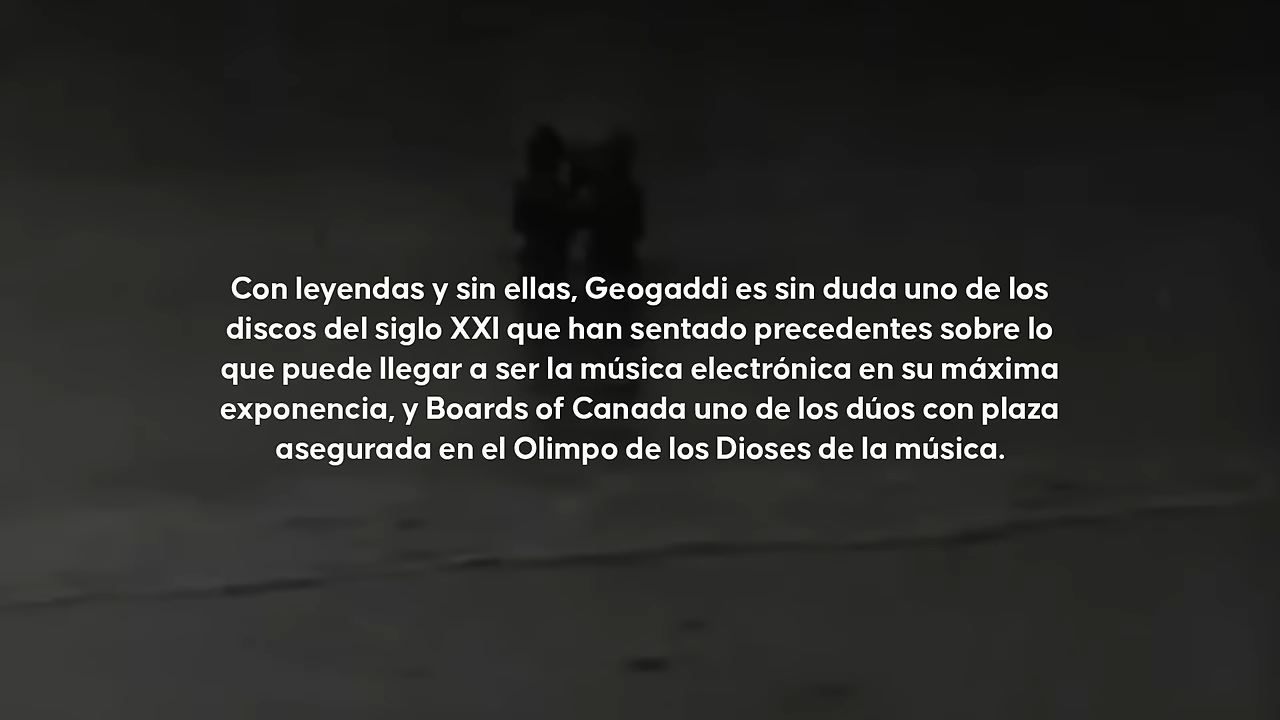 Con leyendas y sin ellas, Geogaddi es sin duda uno de los
discos del siglo XXI que han sentado precedentes sobre lo
que puede llegar a ser la música electrónica en su máxima
exponencia, y Boards of Canada uno de los dúos con plaza
asegurada en el Olimpo de los Dioses de la música.